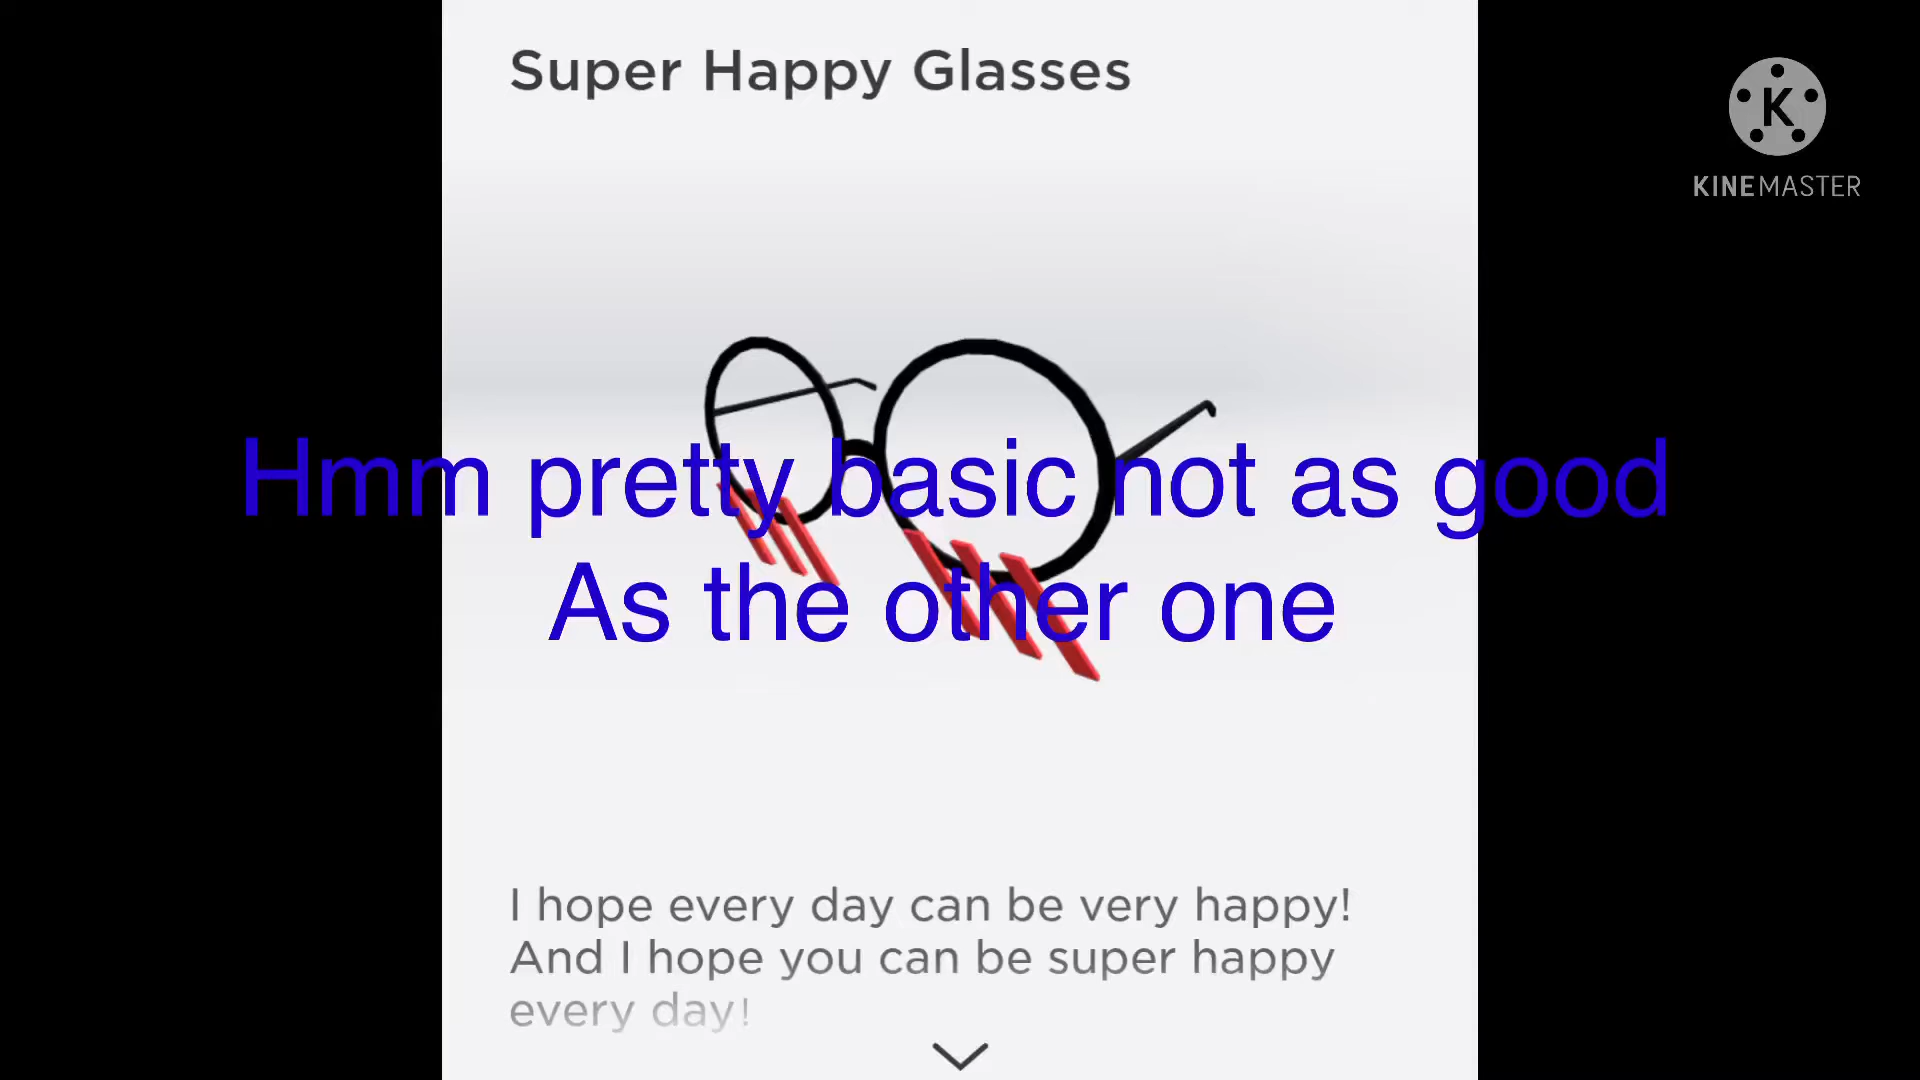 Super Happy Glasses
K
KINEMASTER
Hmm pretty basic not as good
As the other one
I hope every day can be very happy!
And I hope you can be super happy
every day!